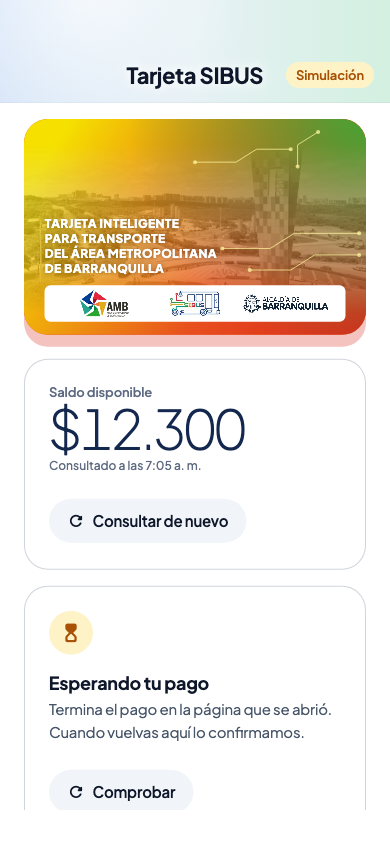 Tarjeta SIBUS
Simulación
TARJETA INTELIGENTE
PARA TRANSPORTE
DEL ÁREA METROPOLITANA
DE BARRANQUILLA
AMB
SIBUS
ALCALDÍA DE
BARRANQUILLA
Saldo disponible
$12.300
Consultado a las 7:05 a. m.
Consultar de nuevo
Esperando tu pago
Termina el pago en la página que se abrió.
Cuando vuelvas aquí lo confirmamos.
Comprobar